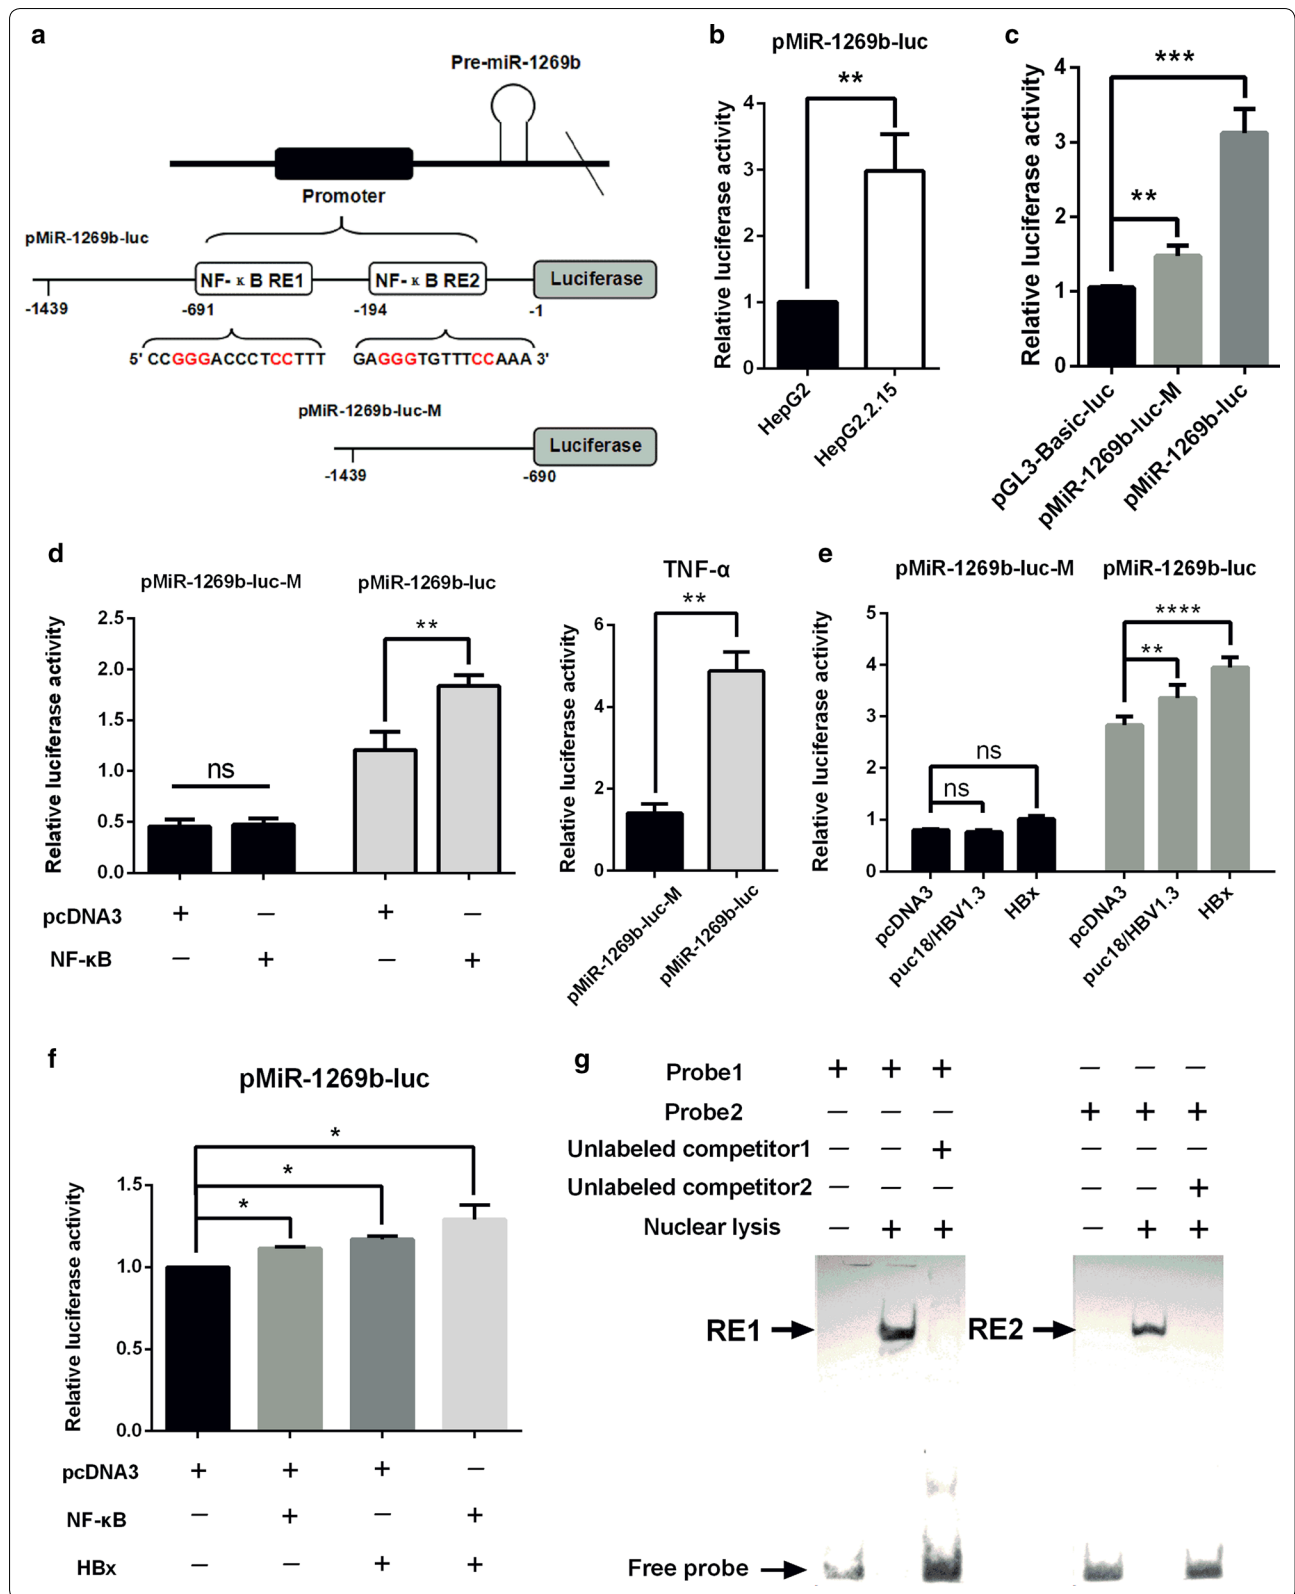 a
Pre-miR-1269b
Promoter
pMiR-1269b-luc
NF-κB RE1
NF-κB RE2
Luciferase
-1439
-691
-194
-1
5' CCGGGACCCTCCTTT
GAGGGTGTTTCCAAA 3'
pMiR-1269b-luc-M
Luciferase
-1439
-690
b
pMiR-1269b-luc
**
Relative luciferase activity
4
3
2
1
0
HepG2
HepG2.2.15
c
***
**
Relative luciferase activity
4
3
2
1
0
pGL3-Basic-luc
pMiR-1269b-luc-M
pMiR-1269b-luc
d
pMiR-1269b-luc-M
pMiR-1269b-luc
Relative luciferase activity
2.5
2.0
1.5
1.0
0.5
0.0
ns
**
pcDNA3 + − + −
NF-κB − + − +
TNF-α
**
Relative luciferase activity
6
4
2
0
pMiR-1269b-luc-M
pMiR-1269b-luc
e
pMiR-1269b-luc-M
pMiR-1269b-luc
Relative luciferase activity
5
4
3
2
1
0
ns
ns
****
**
pcDNA3
puc18/HBV1.3
HBx
pcDNA3
puc18/HBV1.3
HBx
f
pMiR-1269b-luc
*
*
*
Relative luciferase activity
1.5
1.0
0.5
0.0
pcDNA3 + + + −
NF-κB − + − +
HBx − − + +
g
Probe1 + + + − − −
Probe2 − − − + + +
Unlabeled competitor1 − − + − − −
Unlabeled competitor2 − − − − − +
Nuclear lysis − + + − + +
RE1
RE2
Free probe